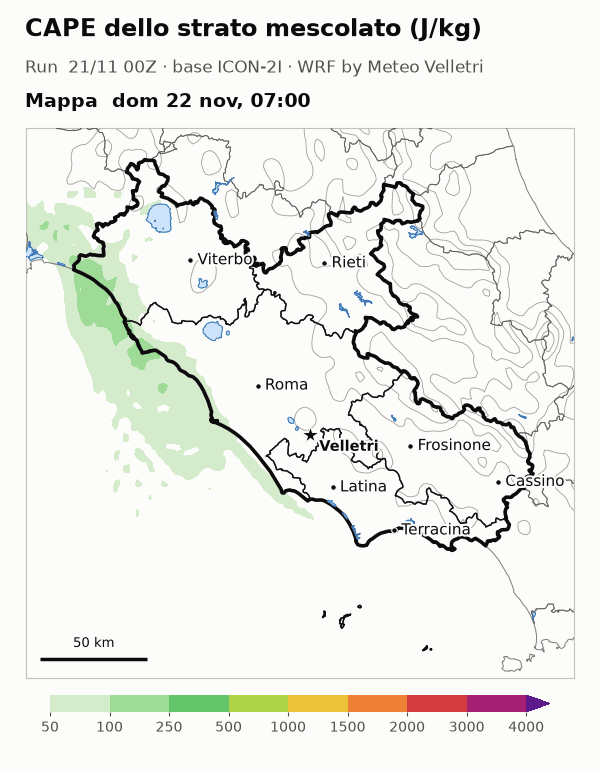 CAPE dello strato mescolato (J/kg)
Run 21/11 00Z · base ICON-2I · WRF by Meteo Velletri
Mappa dom 22 nov, 07:00
Viterbo
Rieti
Roma
Velletri
Frosinone
Cassino
Latina
Terracina
50 km
50 100 250 500 1000 1500 2000 3000 4000